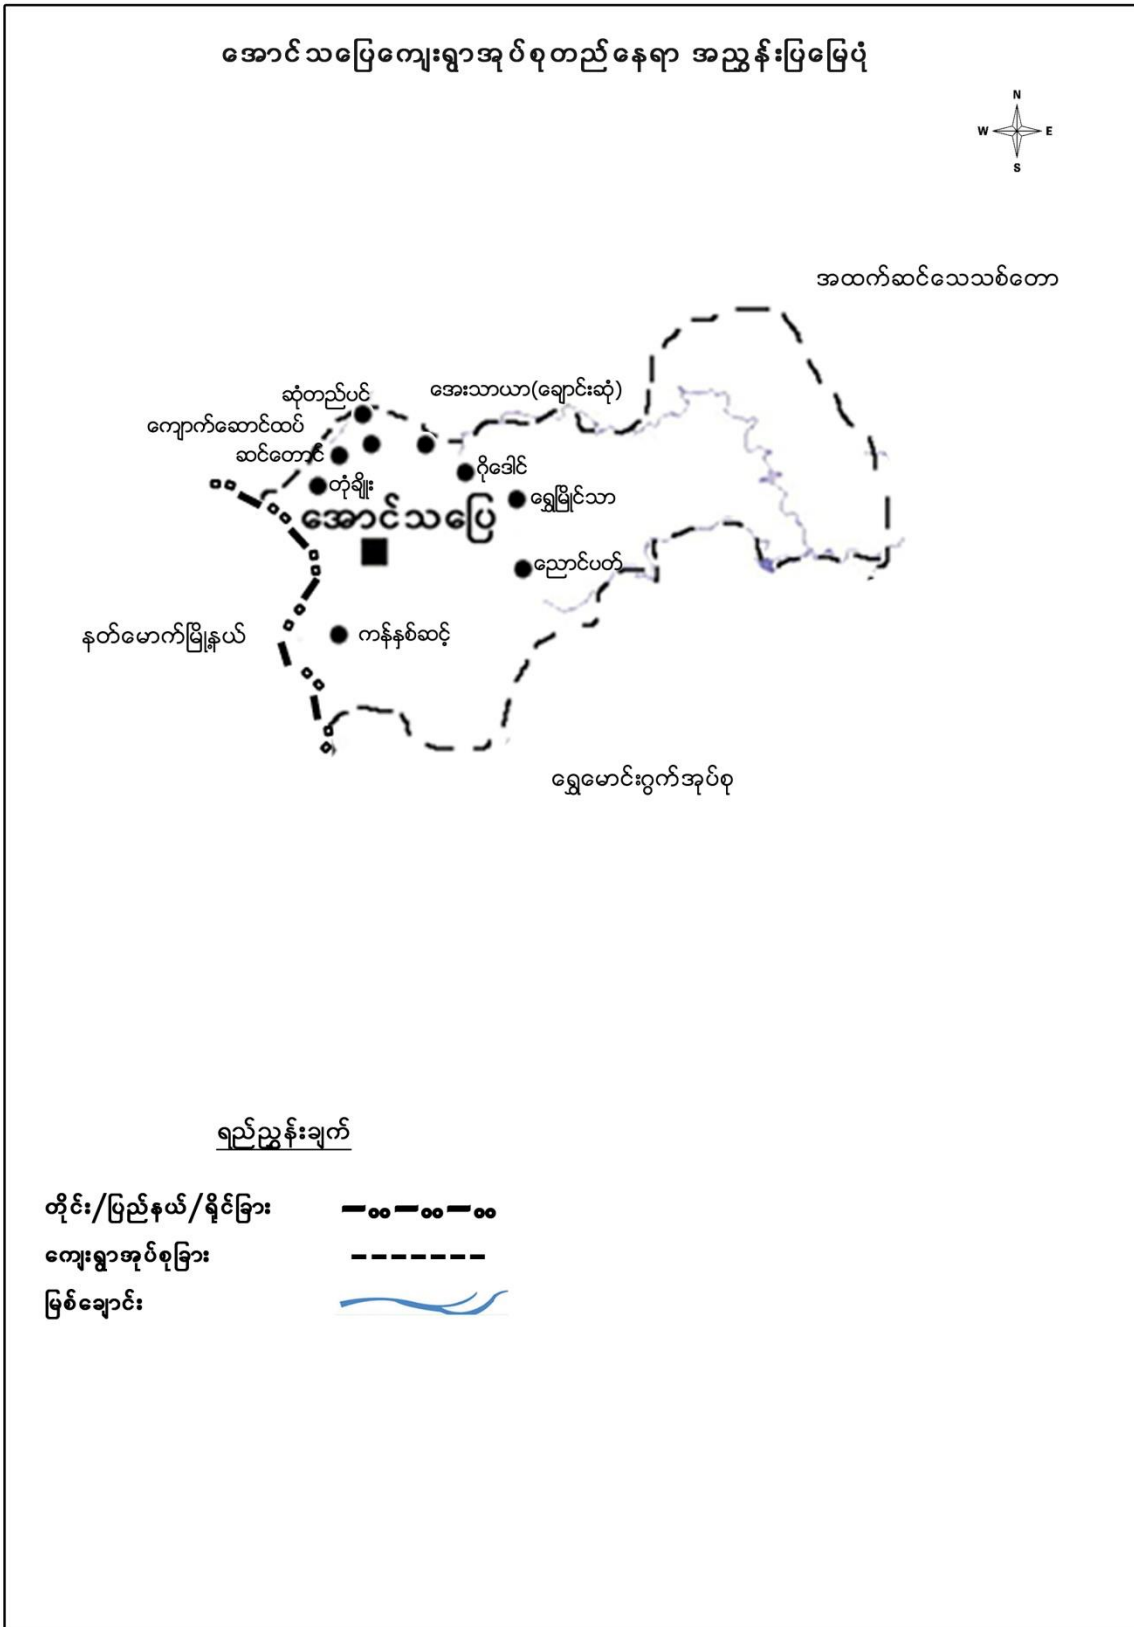 အောင်သပြေကျေးရွာအုပ်စုတည်နေရာ အညွှန်းပြမြေပုံ
N
W E
S
အထက်ဆင်သေသစ်တော
ဆုံတည်ပင်
အေးသာယာ(ချောင်းဆုံ)
ကျောက်ဆောင်ထပ်
ဆင်တောင်
ဂိုဒေါင်
တုံချိုး
ရွှေမြိုင်သာ
အောင်သပြေ
ညောင်ပတ်
နတ်မောက်မြို့နယ်
ကန်နှစ်ဆင့်
ရွှေမောင်းဂွက်အုပ်စု
ရည်ညွှန်းချက်
တိုင်း/ပြည်နယ်/ရိုင်ခြား
ကျေးရွာအုပ်စုခြား
မြစ်ချောင်း